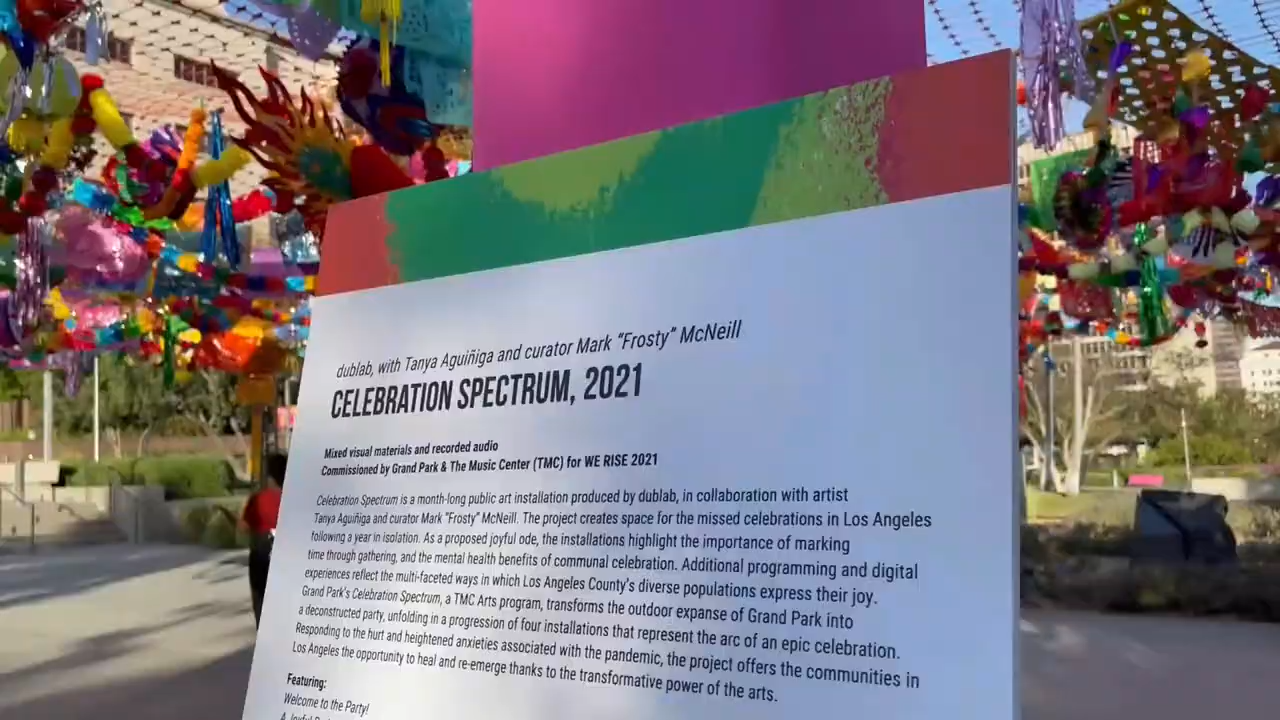 dublab, with Tanya Aguiñiga and curator Mark “Frosty” McNeill
CELEBRATION SPECTRUM, 2021
Mixed visual materials and recorded audio
Commissioned by Grand Park & The Music Center (TMC) for WE RISE 2021
Celebration Spectrum is a month-long public art installation produced by dublab, in collaboration with artist
Tanya Aguiñiga and curator Mark “Frosty” McNeill. The project creates space for the missed celebrations in Los Angeles
following a year in isolation. As a proposed joyful ode, the installations highlight the importance of marking
time through gathering, and the mental health benefits of communal celebration. Additional programming and digital
experiences reflect the multi-faceted ways in which Los Angeles County’s diverse populations express their joy.
Grand Park’s Celebration Spectrum, a TMC Arts program, transforms the outdoor expanse of Grand Park into
a deconstructed party, unfolding in a progression of four installations that represent the arc of an epic celebration.
Responding to the hurt and heightened anxieties associated with the pandemic, the project offers the communities in
Los Angeles the opportunity to heal and re-emerge thanks to the transformative power of the arts.
Featuring:
Welcome to the Party!
A Joyful